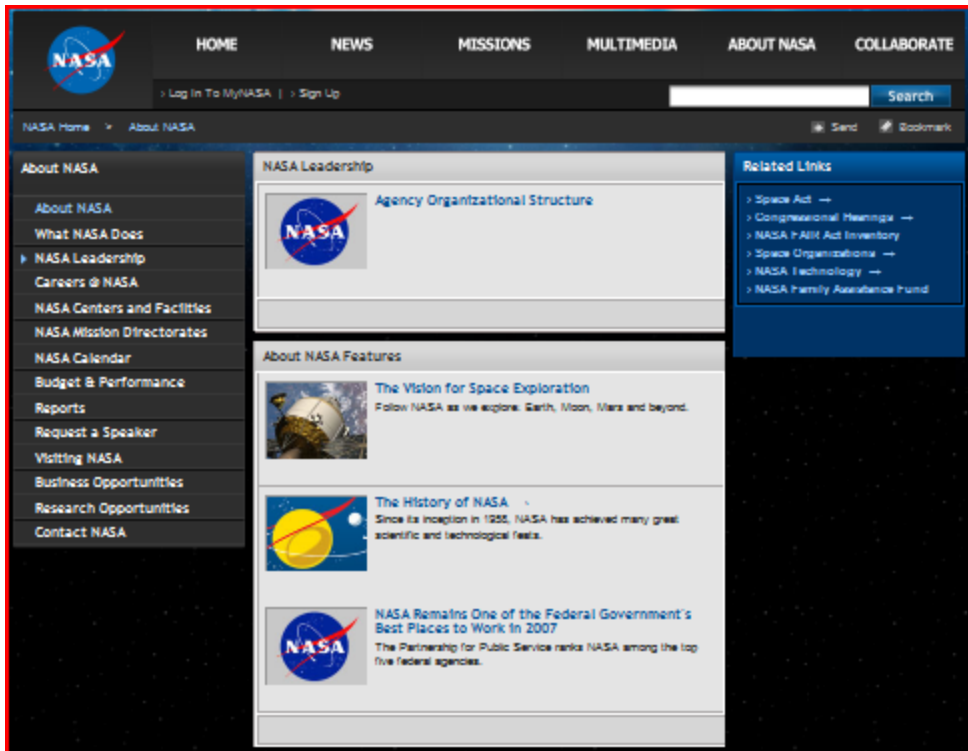 NASA
HOME NEWS MISSIONS MULTIMEDIA ABOUT NASA COLLABORATE
› Log In To MyNASA | › Sign Up
Search
NASA Home > About NASA
Send Bookmark
About NASA
About NASA
What NASA Does
NASA Leadership
Careers @ NASA
NASA Centers and Facilities
NASA Mission Directorates
NASA Calendar
Budget & Performance
Reports
Request a Speaker
Visiting NASA
Business Opportunities
Research Opportunities
Contact NASA
NASA Leadership
NASA
Agency Organizational Structure
About NASA Features
The Vision for Space Exploration
Follow NASA as we explore: Earth, Moon, Mars and beyond.
The History of NASA
Since its inception in 1958, NASA has achieved many great
scientific and technological feats.
NASA
NASA Remains One of the Federal Government's
Best Places to Work in 2007
The Partnership for Public Service ranks NASA among the top
five federal agencies.
Related Links
› Space Act →
› Congressional Hearings →
› NASA FAIR Act Inventory
› Space Organizations →
› NASA Technology →
› NASA Family Assistance Fund